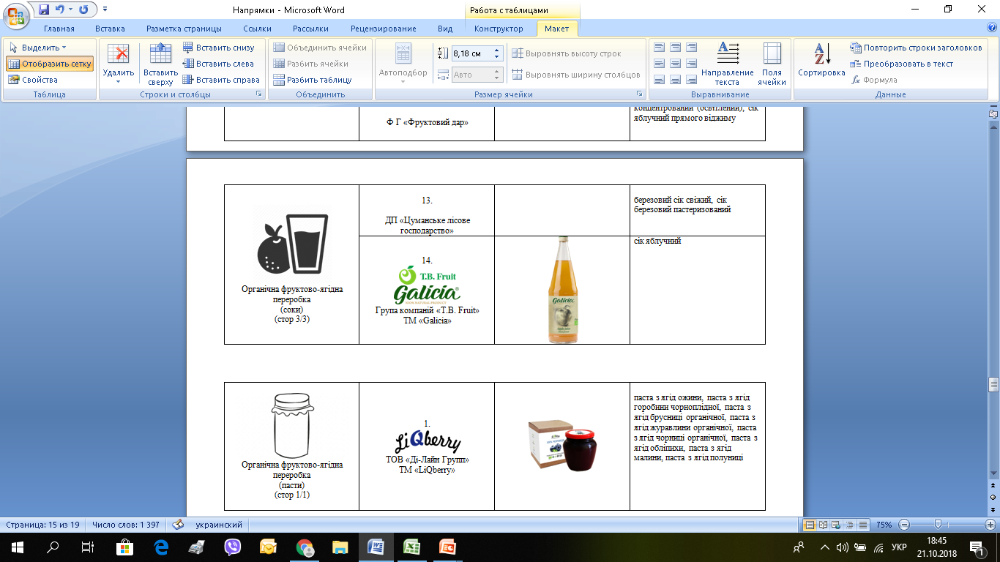 Напрямки - Microsoft Word
Работа с таблицами
Главная Вставка Разметка страницы Ссылки Рассылки Рецензирование Вид Конструктор Макет
Выделить
Отобразить сетку
Свойства
Таблица
Удалить
Вставить сверху
Вставить снизу
Вставить слева
Вставить справа
Строки и столбцы
Объединить ячейки
Разбить ячейки
Разбить таблицу
Объединить
Автоподбор
8,18 см
Авто
Выровнять высоту строк
Выровнять ширину столбцов
Размер ячейки
Направление текста
Поля ячейки
Выравнивание
Сортировка
Повторить строки заголовков
Преобразовать в текст
Формула
Данные
Ф Г «Фруктовий дар»
концентрований (освітлений), сік
яблучний прямого віджиму
Органічна фруктово-ягідна
переробка
(соки)
(стор 3/3)
13.
ДП «Цуманське лісове
господарство»
березовий сік свіжий, сік
березовий пастеризований
14.
T.B. Fruit
Galicia®
100% NATURAL PRODUCT
Група компаній «T.B. Fruit»
ТМ «Galicia»
Galicia
Apple juice
сік яблучний
Органічна фруктово-ягідна
переробка
(пасти)
(стор 1/1)
1.
LiQberry
ТОВ «Ді-Лайн Групп»
ТМ «LiQberry»
паста з ягід ожини, паста з ягід
горобини чорноплідної, паста з
ягід брусниці органічної, паста з
ягід журавлини органічної, паста
з ягід чорниці органічної, паста з
ягід обліпихи, паста з ягід
малини, паста з ягід полуниці
Страница: 15 из 19 Число слов: 1 397 украинский 75%
УКР
18:45
21.10.2018
1